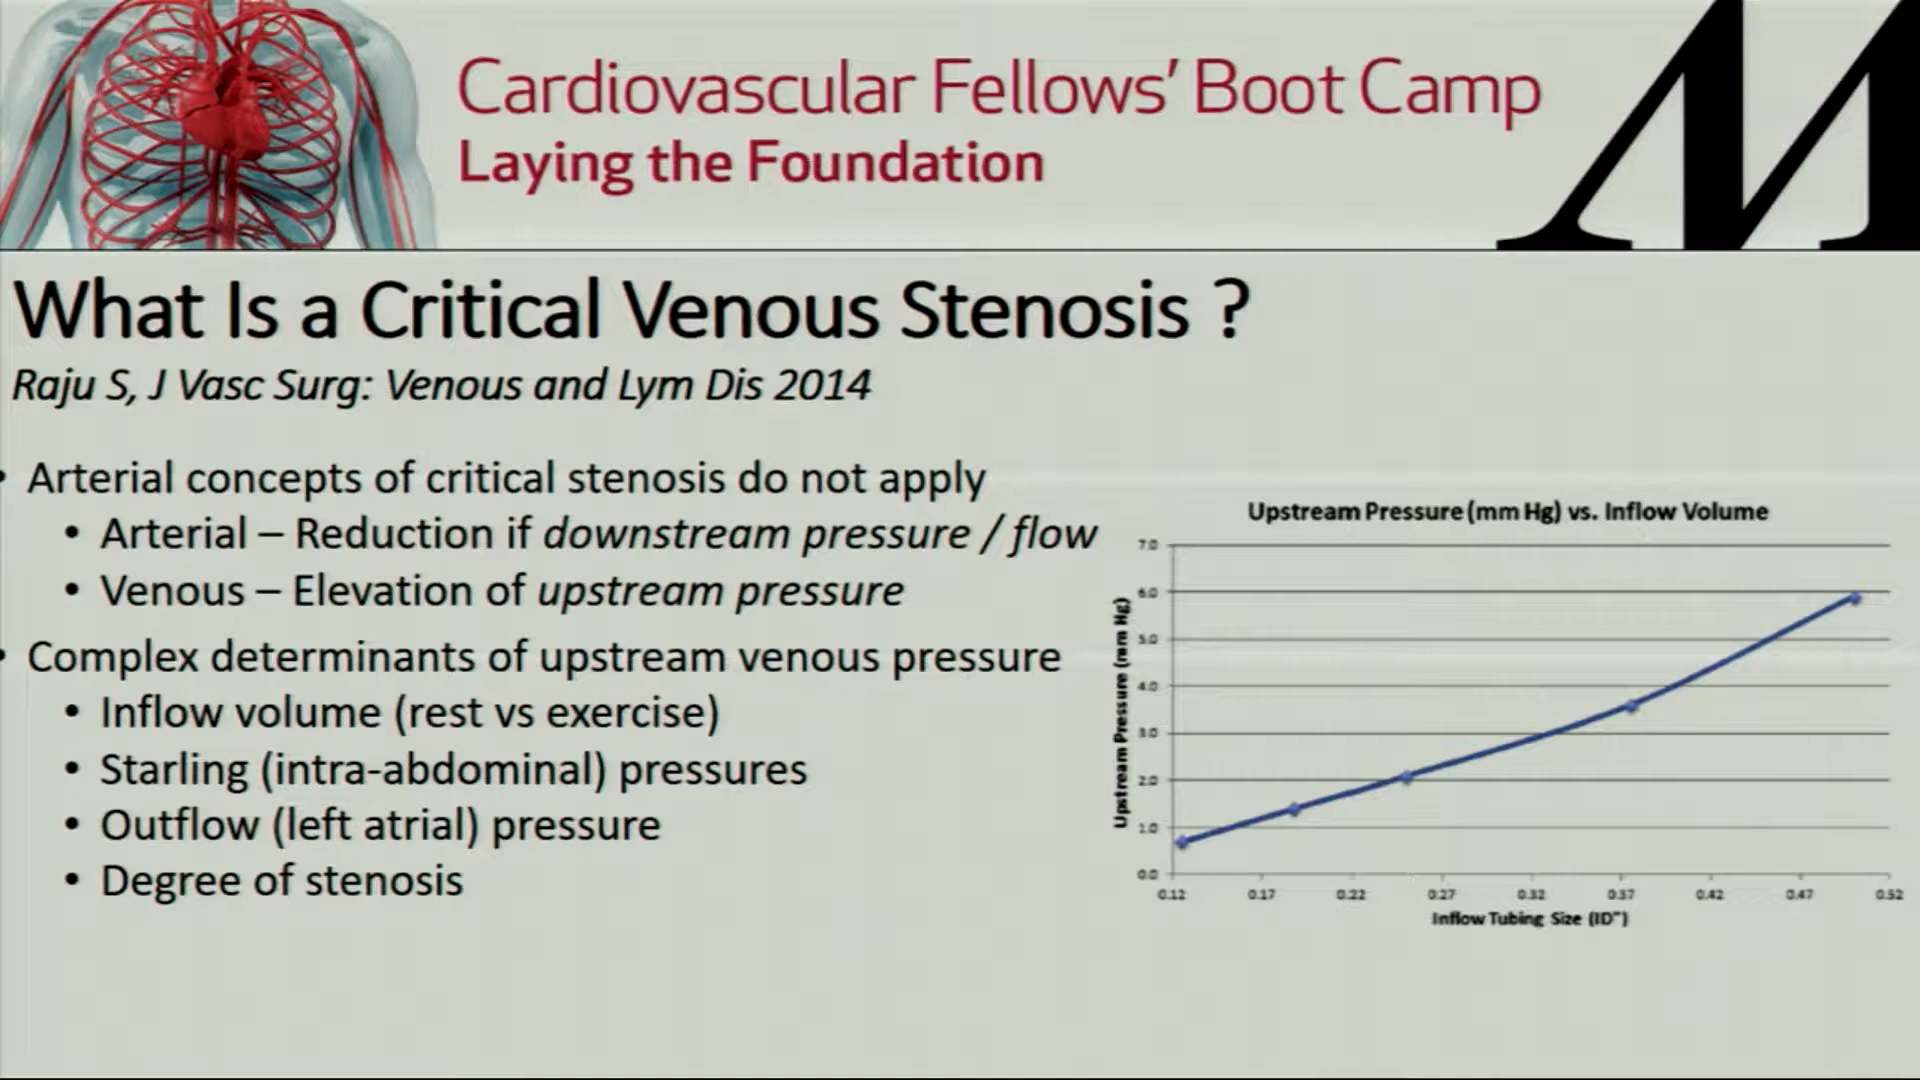 Cardiovascular Fellows' Boot Camp
Laying the Foundation
M
What Is a Critical Venous Stenosis ?
Raju S, J Vasc Surg: Venous and Lym Dis 2014
• Arterial concepts of critical stenosis do not apply
• Arterial – Reduction if downstream pressure / flow
• Venous – Elevation of upstream pressure
• Complex determinants of upstream venous pressure
• Inflow volume (rest vs exercise)
• Starling (intra-abdominal) pressures
• Outflow (left atrial) pressure
• Degree of stenosis
Upstream Pressure (mm Hg) vs. Inflow Volume
Upstream Pressure (mm Hg)
7.0
6.0
5.0
4.0
3.0
2.0
1.0
0.0
0.12 0.17 0.22 0.27 0.32 0.37 0.42 0.47 0.52
Inflow Tubing Size (ID")